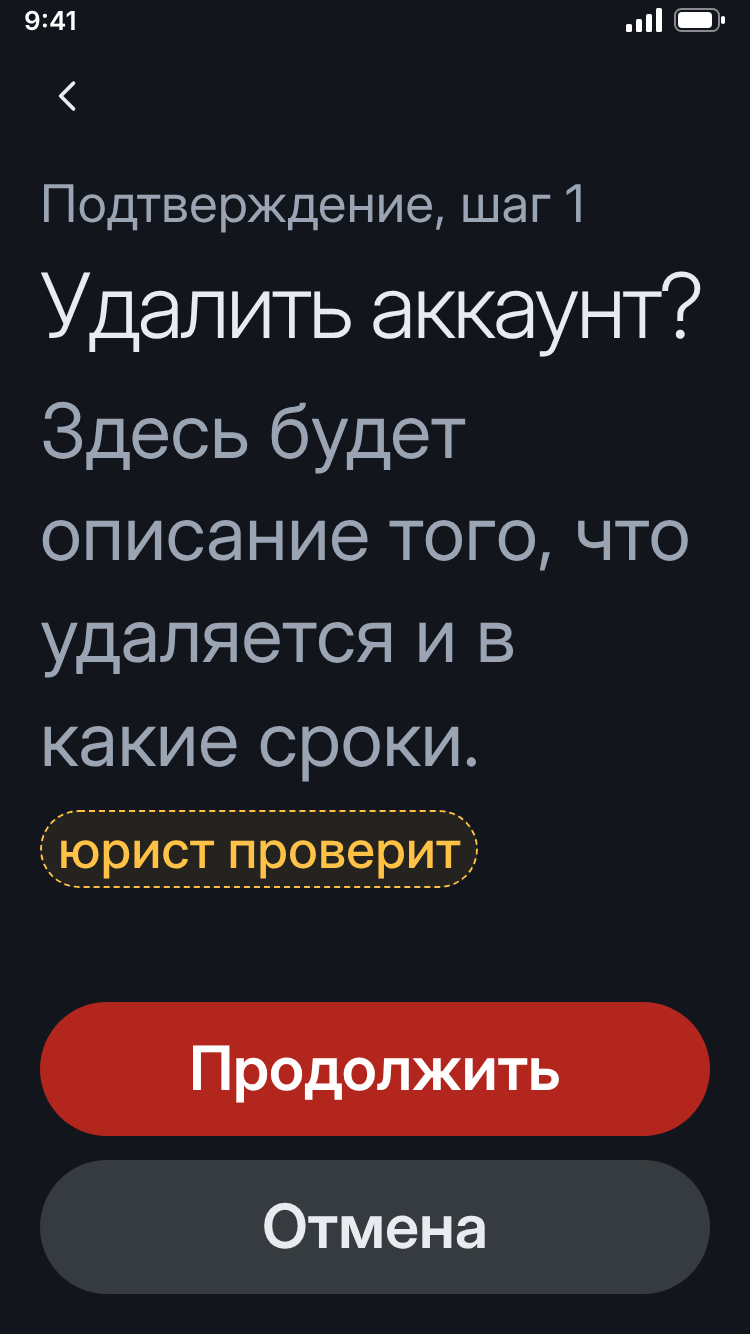 9:41
Подтверждение, шаг 1
Удалить аккаунт?
Здесь будет
описание того, что
удаляется и в
какие сроки.
юрист проверит
Продолжить
Отмена